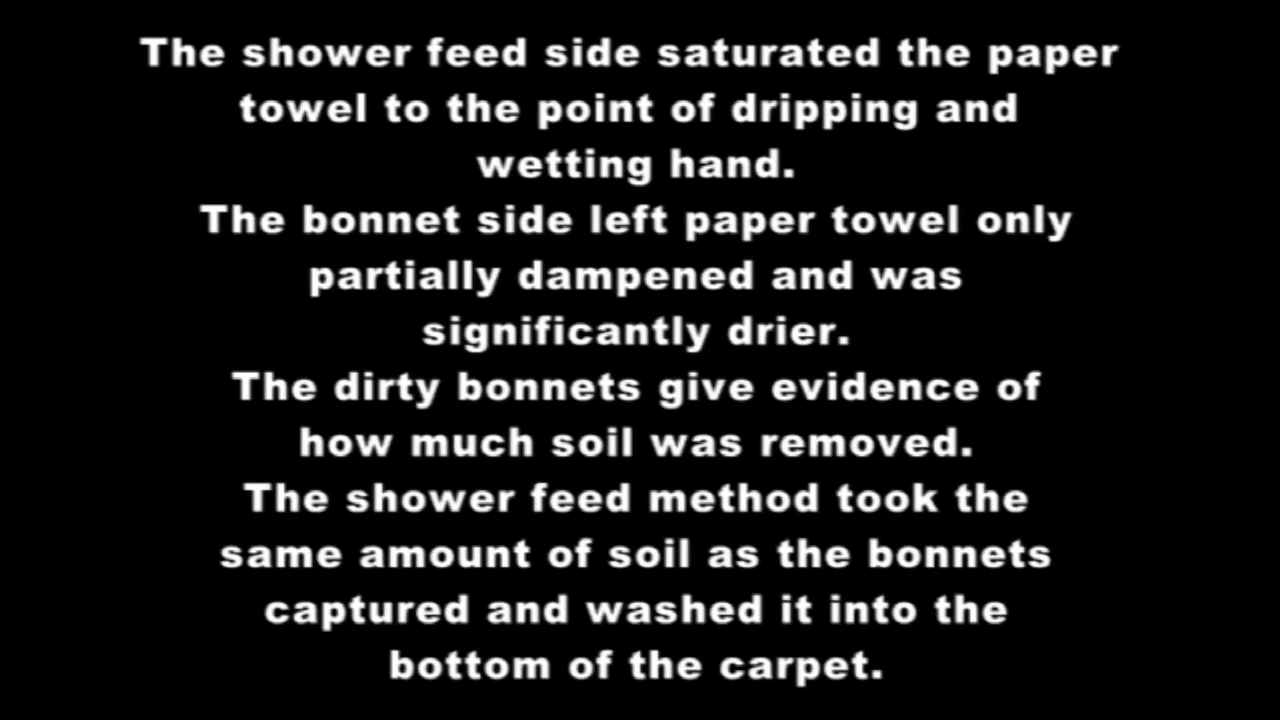 The shower feed side saturated the paper
towel to the point of dripping and
wetting hand.
The bonnet side left paper towel only
partially dampened and was
significantly drier.
The dirty bonnets give evidence of
how much soil was removed.
The shower feed method took the
same amount of soil as the bonnets
captured and washed it into the
bottom of the carpet.